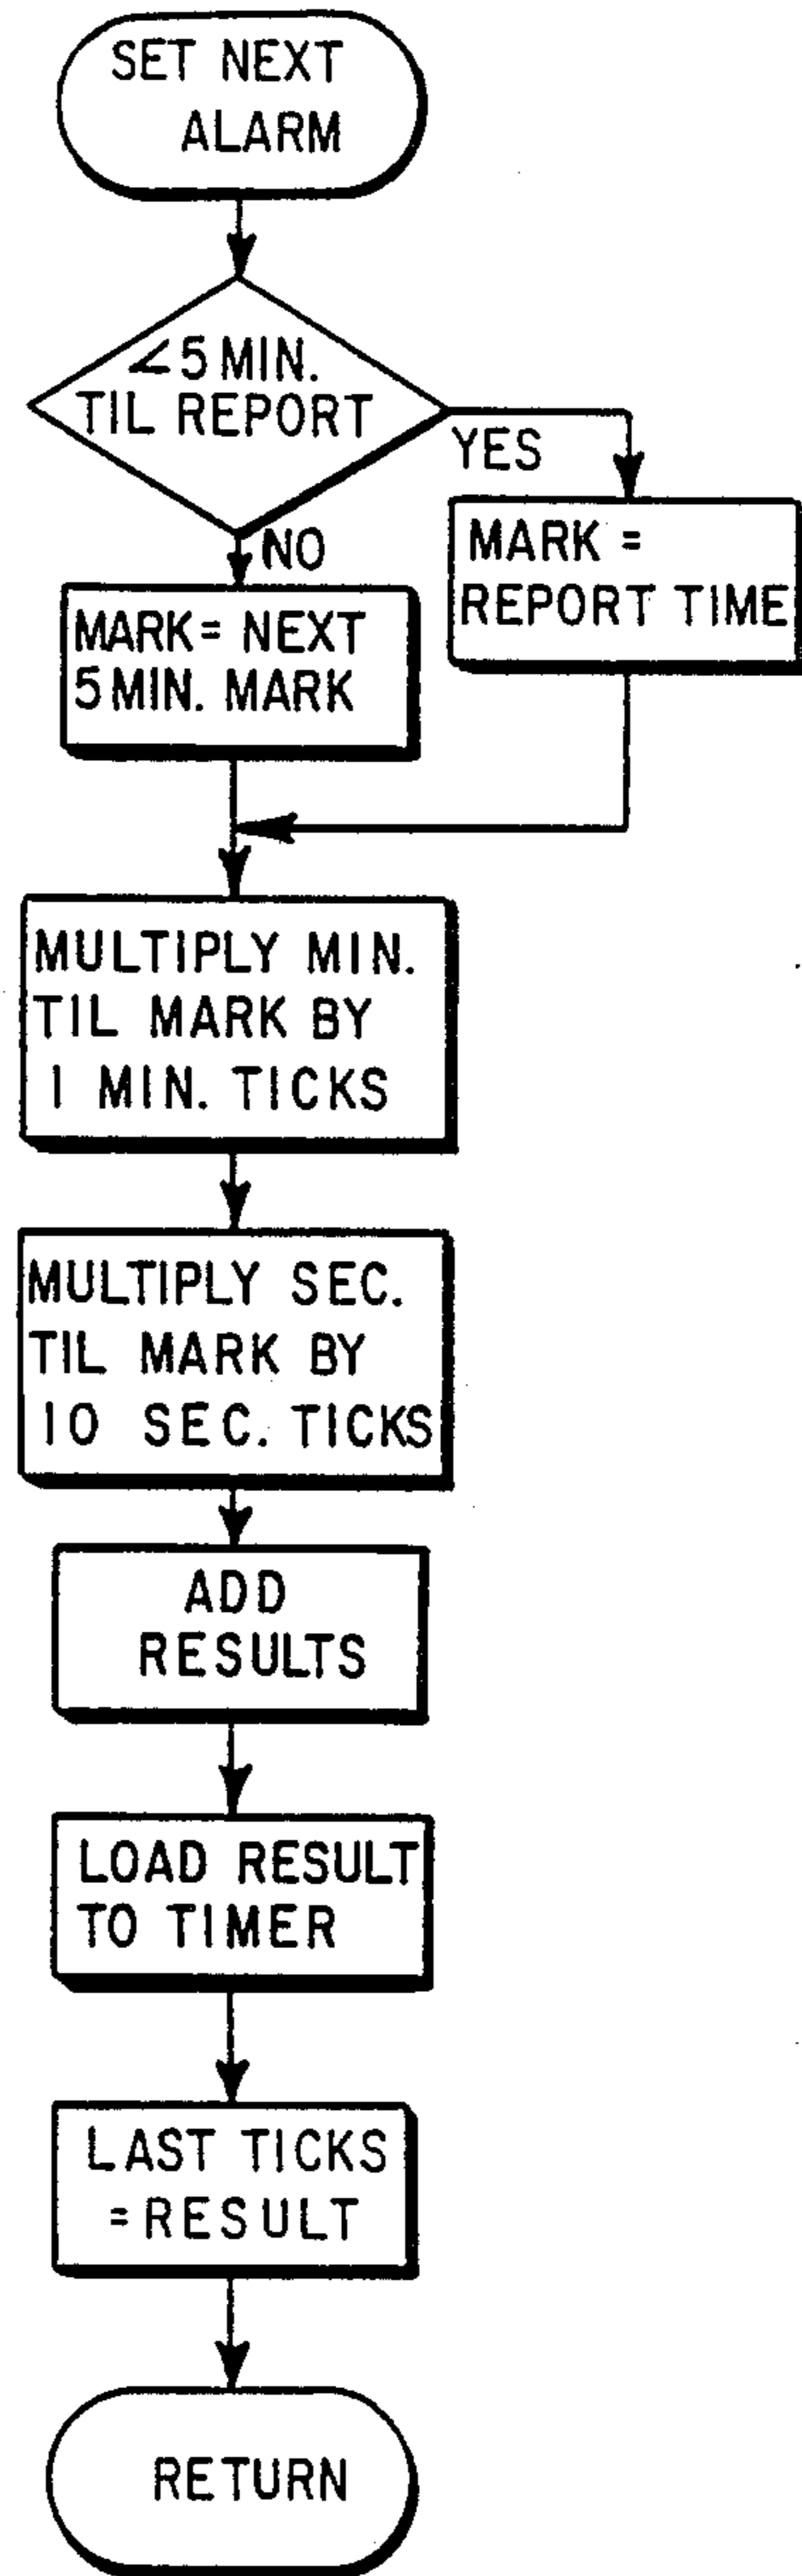 SET NEXT
ALARM
<5 MIN.
TIL REPORT
YES
NO
MARK =
REPORT TIME
MARK = NEXT
5 MIN. MARK
MULTIPLY MIN.
TIL MARK BY
1 MIN. TICKS
MULTIPLY SEC.
TIL MARK BY
10 SEC. TICKS
ADD
RESULTS
LOAD RESULT
TO TIMER
LAST TICKS
= RESULT
RETURN